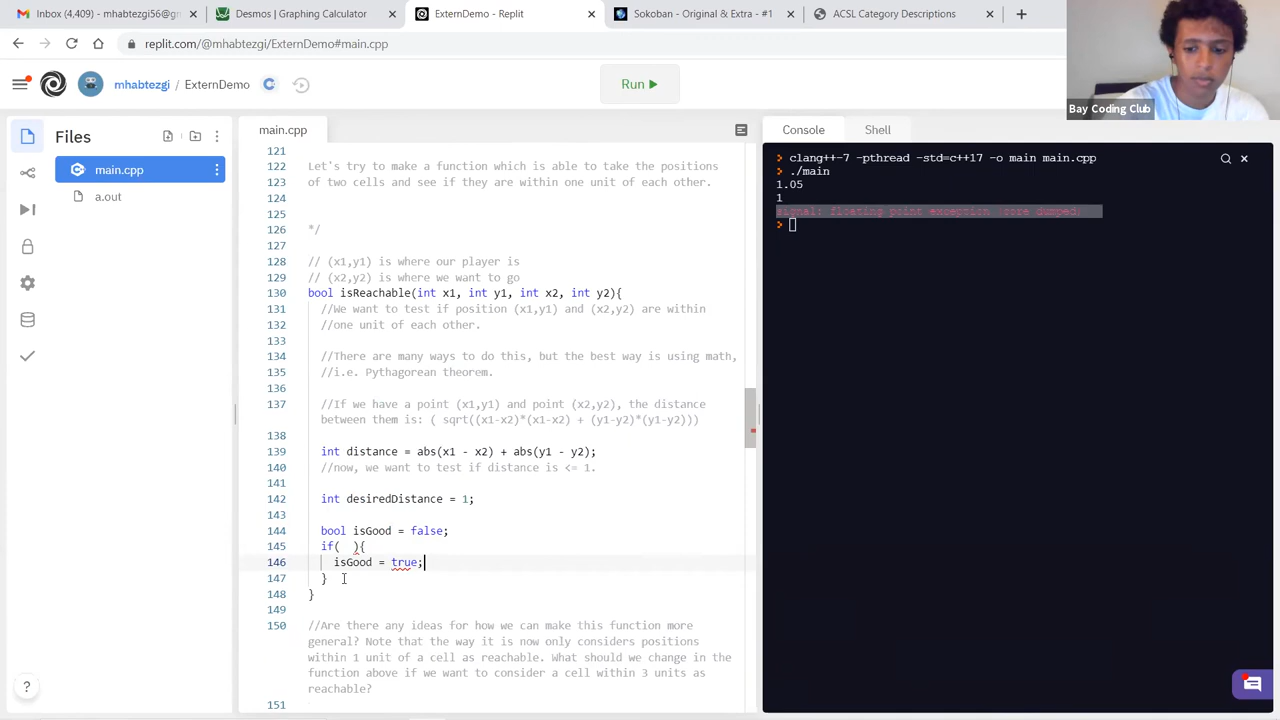 Inbox (4,409) - mhabtezgi56@g
Desmos | Graphing Calculator
ExternDemo - Replit
Sokoban - Original & Extra - #1
ACSL Category Descriptions
replit.com/@mhabtezgi/ExternDemo#main.cpp
mhabtezgi / ExternDemo
Run
Bay Coding Club
Files
main.cpp
a.out
main.cpp
121
122 Let's try to make a function which is able to take the positions
123 of two cells and see if they are within one unit of each other.
124
125
126 */
127
128 // (x1,y1) is where our player is
129 // (x2,y2) is where we want to go
130 bool isReachable(int x1, int y1, int x2, int y2){
131 //We want to test if position (x1,y1) and (x2,y2) are within
132 //one unit of each other.
133
134 //There are many ways to do this, but the best way is using math,
135 //i.e. Pythagorean theorem.
136
137 //If we have a point (x1,y1) and point (x2,y2), the distance
between them is: ( sqrt((x1-x2)*(x1-x2) + (y1-y2)*(y1-y2)))
138
139 int distance = abs(x1 - x2) + abs(y1 - y2);
140 //now, we want to test if distance is <= 1.
141
142 int desiredDistance = 1;
143
144 bool isGood = false;
145 if(  ){
146 isGood = true;
147 }
148 }
149
150 //Are there any ideas for how we can make this function more
general? Note that the way it is now only considers positions
within 1 unit of a cell as reachable. What should we change in the
function above if we want to consider a cell within 3 units as
reachable?
151
Console
Shell
> clang++-7 -pthread -std=c++17 -o main main.cpp
> ./main
1.05
1
signal: floating point exception (core dumped)
>
?